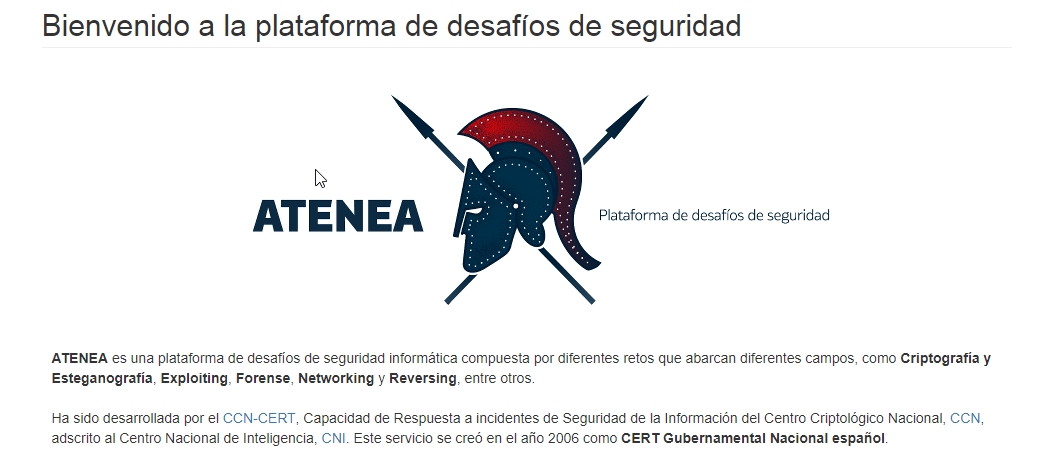 Bienvenido a la plataforma de desafíos de seguridad
ATENEA
Plataforma de desafíos de seguridad
ATENEA es una plataforma de desafíos de seguridad informática compuesta por diferentes retos que abarcan diferentes campos, como Criptografía y
Esteganografía, Exploiting, Forense, Networking y Reversing, entre otros.
Ha sido desarrollada por el CCN-CERT, Capacidad de Respuesta a incidentes de Seguridad de la Información del Centro Criptológico Nacional, CCN,
adscrito al Centro Nacional de Inteligencia, CNI. Este servicio se creó en el año 2006 como CERT Gubernamental Nacional español.